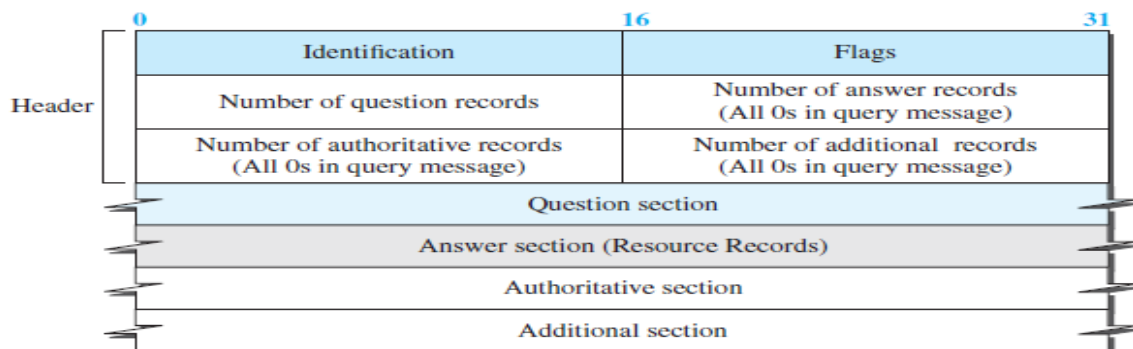 0 16 31
Identification Flags
Header
Number of question records
Number of answer records
(All 0s in query message)
Number of authoritative records
(All 0s in query message)
Number of additional records
(All 0s in query message)
Question section
Answer section (Resource Records)
Authoritative section
Additional section